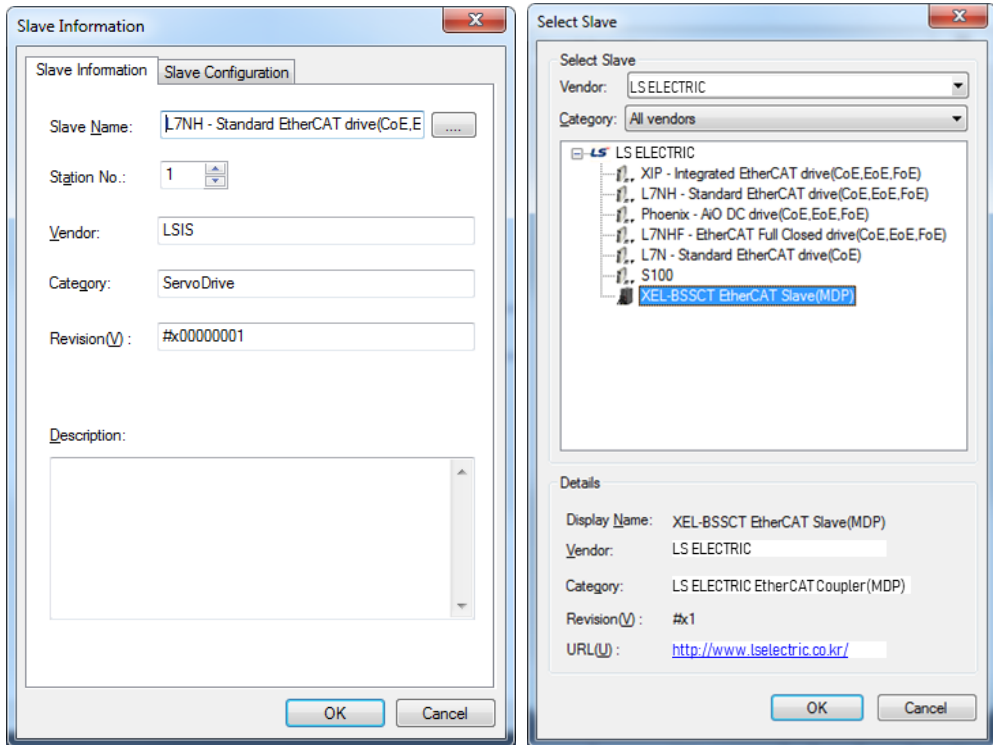 Slave Information
Slave Information
Slave Configuration
Slave Name:
L7NH - Standard EtherCAT drive(CoE,E
....
Station No.:
1
Vendor:
LSIS
Category:
ServoDrive
Revision(V) :
#x00000001
Description:
OK
Cancel
Select Slave
Select Slave
Vendor:
LS ELECTRIC
Category:
All vendors
LS LS ELECTRIC
XIP - Integrated EtherCAT drive(CoE,EoE,FoE)
L7NH - Standard EtherCAT drive(CoE,EoE,FoE)
Phoenix - AiO DC drive(CoE,EoE,FoE)
L7NHF - EtherCAT Full Closed drive(CoE,EoE,FoE)
L7N - Standard EtherCAT drive(CoE)
S100
XEL-BSSCT EtherCAT Slave(MDP)
Details
Display Name:
XEL-BSSCT EtherCAT Slave(MDP)
Vendor:
LS ELECTRIC
Category:
LS ELECTRIC EtherCAT Coupler(MDP)
Revision(V) :
#x1
URL(U) :
http://www.lselectric.co.kr/
OK
Cancel